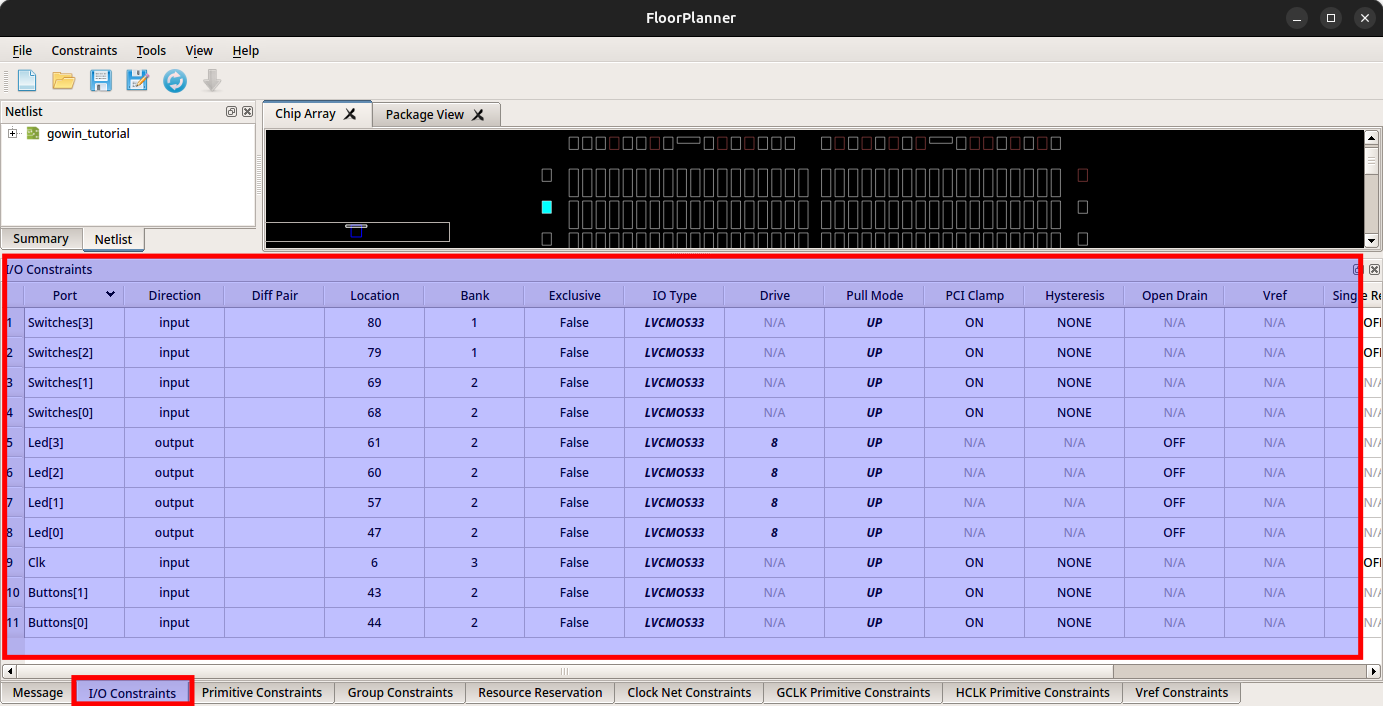 FloorPlanner
File Constraints Tools View Help
Netlist
Chip Array Package View
gowin_tutorial
Summary Netlist
I/O Constraints
Port Direction Diff Pair Location Bank Exclusive IO Type Drive Pull Mode PCI Clamp Hysteresis Open Drain Vref Single Re
1 Switches[3] input 80 1 False LVCMOS33 N/A UP ON NONE N/A N/A OFF
2 Switches[2] input 79 1 False LVCMOS33 N/A UP ON NONE N/A N/A OFF
3 Switches[1] input 69 2 False LVCMOS33 N/A UP ON NONE N/A N/A N/A
4 Switches[0] input 68 2 False LVCMOS33 N/A UP ON NONE N/A N/A N/A
5 Led[3] output 61 2 False LVCMOS33 8 UP N/A N/A OFF N/A N/A
6 Led[2] output 60 2 False LVCMOS33 8 UP N/A N/A OFF N/A N/A
7 Led[1] output 57 2 False LVCMOS33 8 UP N/A N/A OFF N/A N/A
8 Led[0] output 47 2 False LVCMOS33 8 UP N/A N/A OFF N/A N/A
9 Clk input 6 3 False LVCMOS33 N/A UP ON NONE N/A N/A OFF
10 Buttons[1] input 43 2 False LVCMOS33 N/A UP ON NONE N/A N/A N/A
11 Buttons[0] input 44 2 False LVCMOS33 N/A UP ON NONE N/A N/A N/A
Message I/O Constraints Primitive Constraints Group Constraints Resource Reservation Clock Net Constraints GCLK Primitive Constraints HCLK Primitive Constraints Vref Constraints